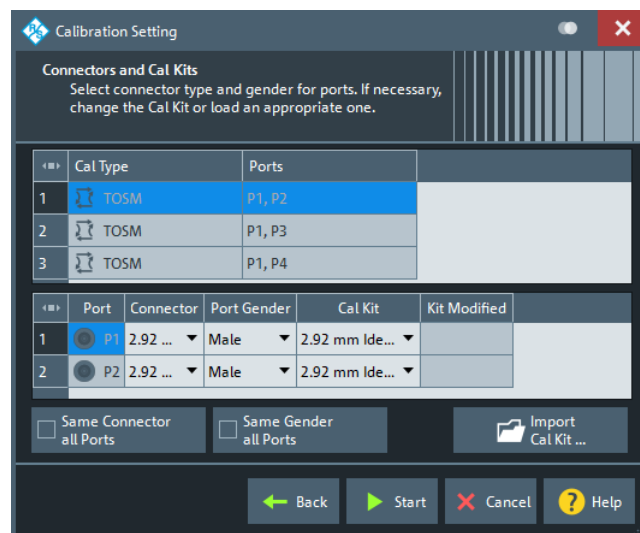 Calibration Setting
Connectors and Cal Kits
Select connector type and gender for ports. If necessary,
change the Cal Kit or load an appropriate one.
Cal Type Ports
1 TOSM P1, P2
2 TOSM P1, P3
3 TOSM P1, P4
Port Connector Port Gender Cal Kit Kit Modified
1 P1 2.92 ... Male 2.92 mm Ide...
2 P2 2.92 ... Male 2.92 mm Ide...
Same Connector
all Ports
Same Gender
all Ports
Import
Cal Kit ...
Back Start Cancel ? Help